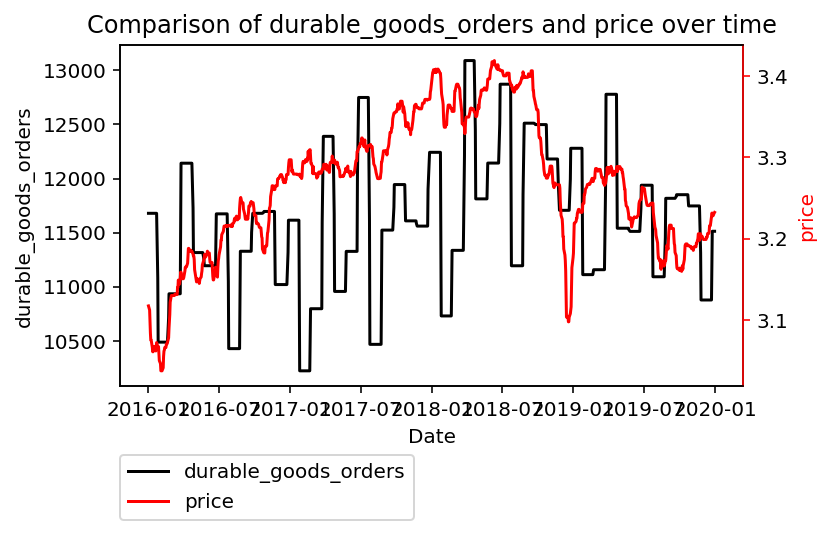 Comparison of durable_goods_orders and price over time
13000
12500
12000
11500
11000
10500
durable_goods_orders
3.4
3.3
3.2
3.1
price
2016-01 2016-07 2017-01 2017-07 2018-01 2018-07 2019-01 2019-07 2020-01
Date
durable_goods_orders
price